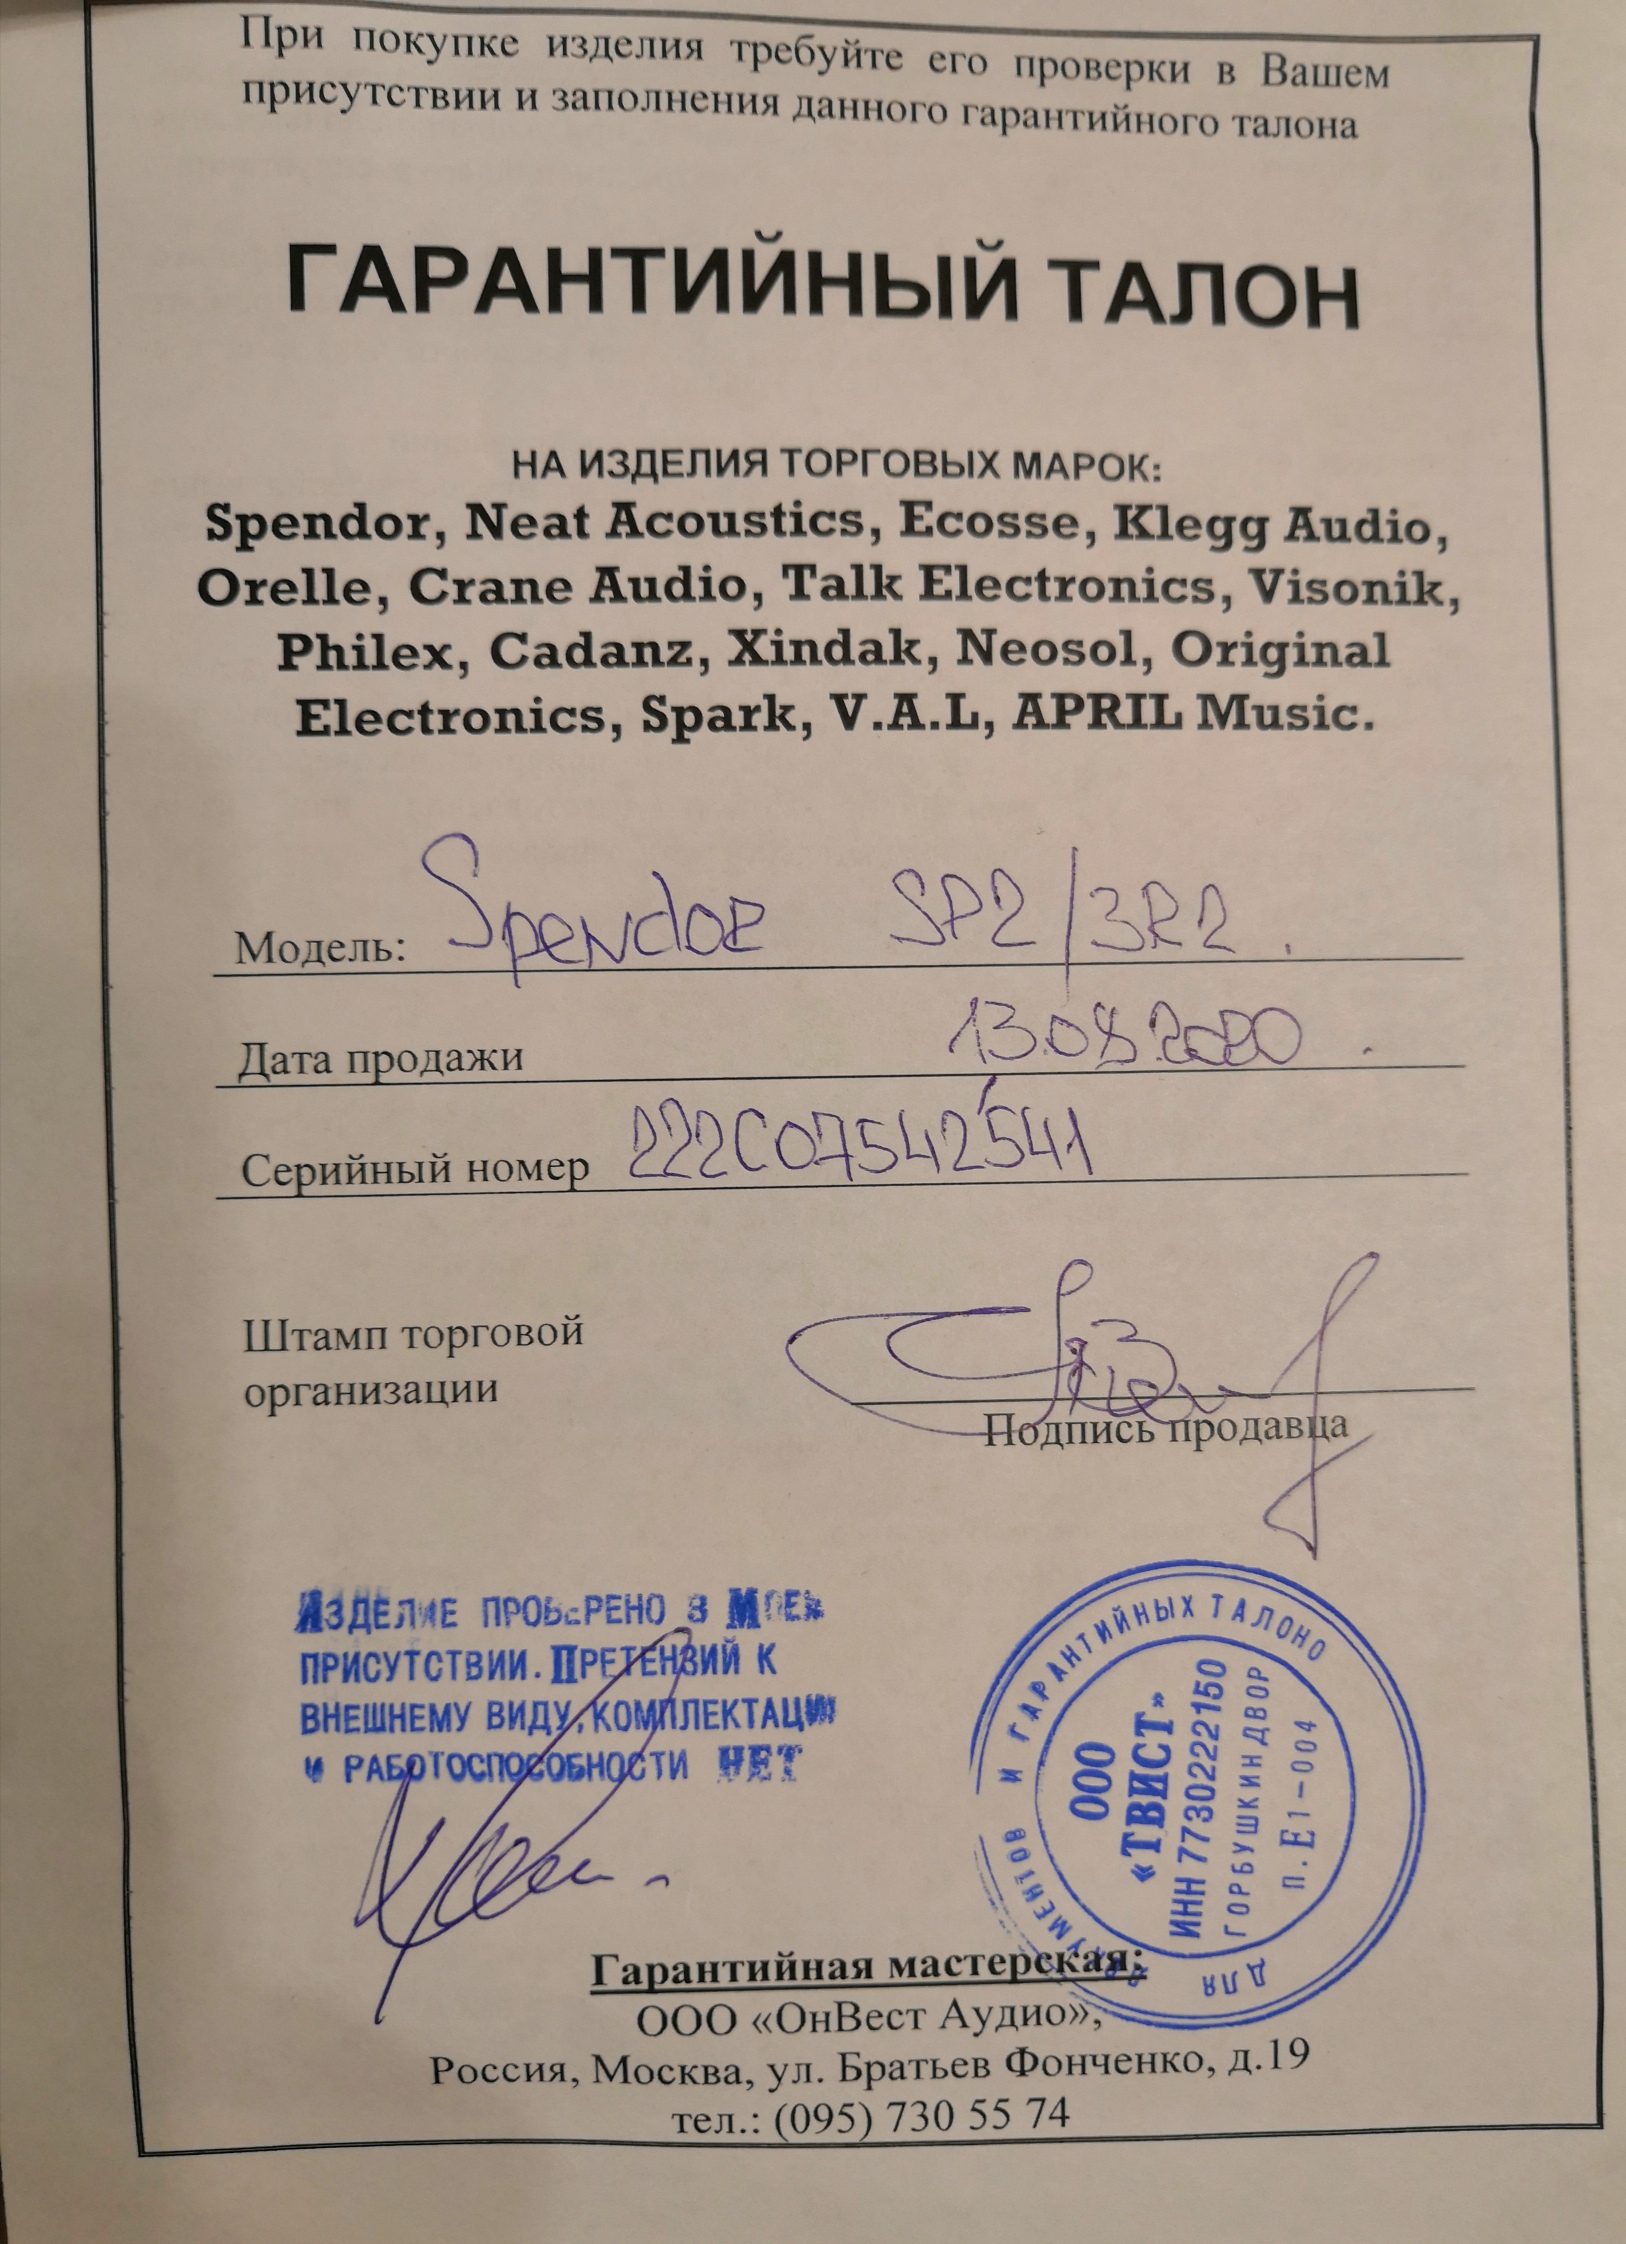 При покупке изделия требуйте его проверки в Вашем
присутствии и заполнения данного гарантийного талона
ГАРАНТИЙНЫЙ ТАЛОН
НА ИЗДЕЛИЯ ТОРГОВЫХ МАРОК:
Spendor, Neat Acoustics, Ecosse, Klegg Audio,
Orelle, Crane Audio, Talk Electronics, Visonik,
Philex, Cadanz, Xindak, Neosol, Original
Electronics, Spark, V.A.L, APRIL Music.
Модель: Spendor SP2/3R2.
Дата продажи 13.08.2020.
Серийный номер 222C07542541
Штамп торговой
организации
Подпись продавца
ИЗДЕЛИЕ ПРОВЕРЕНО В МОЕМ
ПРИСУТСТВИИ. ПРЕТЕНЗИЙ К
ВНЕШНЕМУ ВИДУ, КОМПЛЕКТАЦИИ
И РАБОТОСПОСОБНОСТИ НЕТ
ДЛЯ ДОКУМЕНТОВ И ГАРАНТИЙНЫХ ТАЛОНО
ООО
«ТВИСТ»
ИНН 7730222150
ГОРБУШКИН ДВОР
П. Е1-004
Гарантийная мастерская:
ООО «ОнВест Аудио»,
Россия, Москва, ул. Братьев Фонченко, д.19
тел.: (095) 730 55 74